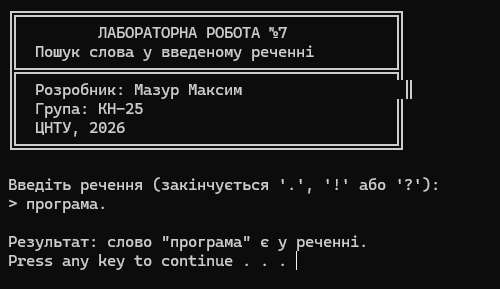 ЛАБОРАТОРНА РОБОТА №7
Пошук слова у введеному реченні
Розробник: Мазур Максим
Група: КН-25
ЦНТУ, 2026
Введіть речення (закінчується '.', '!' або '?'):
> програма.
Результат: слово "програма" є у реченні.
Press any key to continue . . .